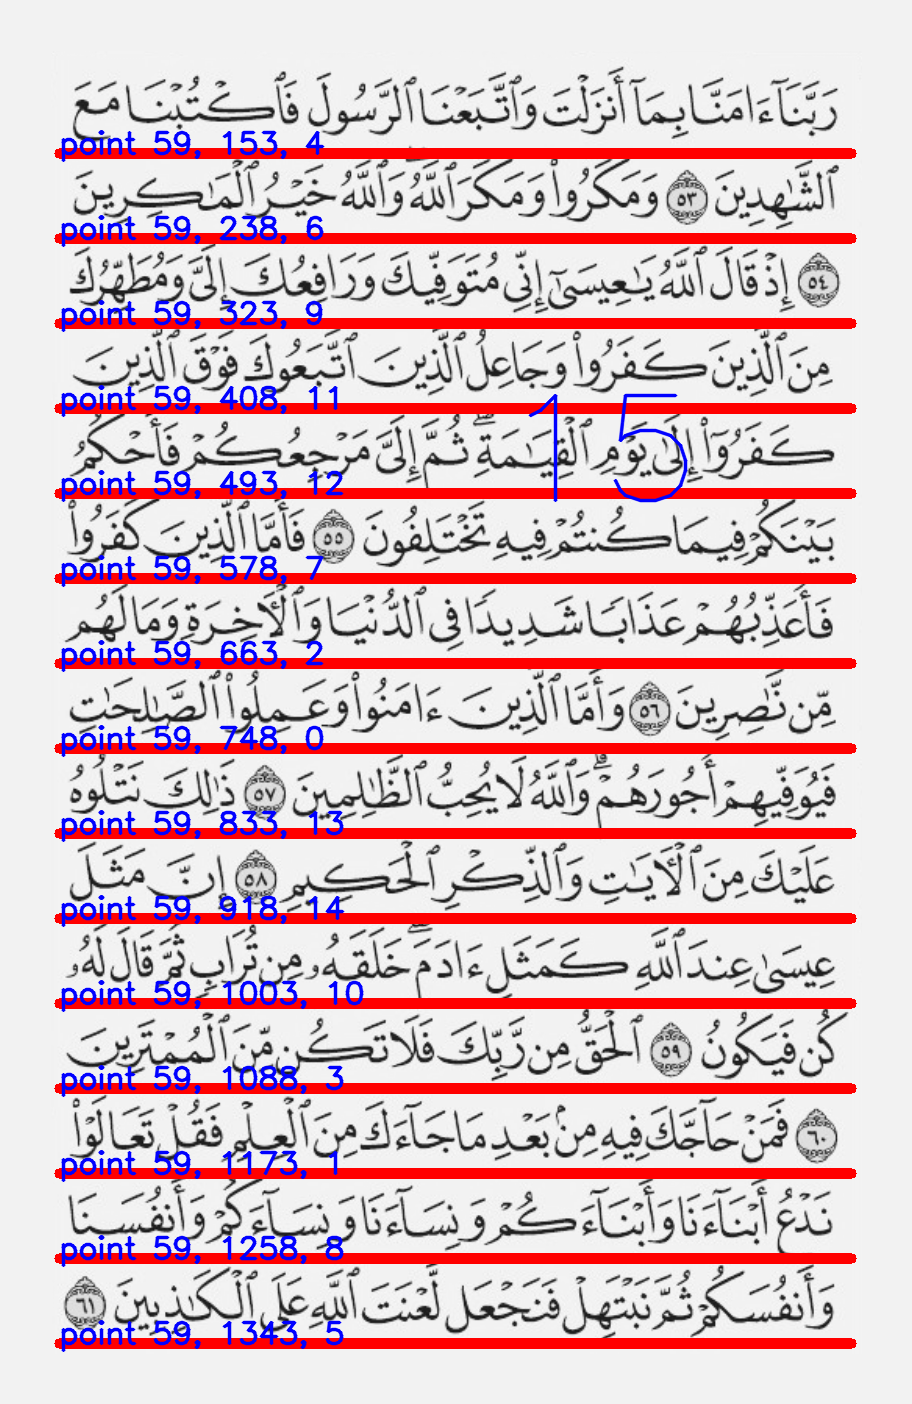 رَبَّنَآ ءَامَنَّا بِمَآ أَنزَلْتَ وَٱتَّبَعْنَا ٱلرَّسُولَ فَٱكْتُبْنَا مَعَ
point 59, 153, 4
ٱلشَّٰهِدِينَ ٥٣ وَمَكَرُوا۟ وَمَكَرَ ٱللَّهُ ۖ وَٱللَّهُ خَيْرُ ٱلْمَٰكِرِينَ
point 59, 238, 6
٥٤ إِذْ قَالَ ٱللَّهُ يَٰعِيسَىٰٓ إِنِّى مُتَوَفِّيكَ وَرَافِعُكَ إِلَىَّ وَمُطَهِّرُكَ
point 59, 323, 9
مِنَ ٱلَّذِينَ كَفَرُوا۟ وَجَاعِلُ ٱلَّذِينَ ٱتَّبَعُوكَ فَوْقَ ٱلَّذِينَ
point 59, 408, 11
كَفَرُوٓا۟ إِلَىٰ يَوْمِ ٱلْقِيَٰمَةِ ۖ ثُمَّ إِلَىَّ مَرْجِعُكُمْ فَأَحْكُمُ
15
point 59, 493, 12
بَيْنَكُمْ فِيمَا كُنتُمْ فِيهِ تَخْتَلِفُونَ ٥٥ فَأَمَّا ٱلَّذِينَ كَفَرُوا۟
point 59, 578, 7
فَأُعَذِّبُهُمْ عَذَابًا شَدِيدًا فِى ٱلدُّنْيَا وَٱلْءَاخِرَةِ وَمَا لَهُم
point 59, 663, 2
مِّن نَّٰصِرِينَ ٥٦ وَأَمَّا ٱلَّذِينَ ءَامَنُوا۟ وَعَمِلُوا۟ ٱلصَّٰلِحَٰتِ
point 59, 748, 0
فَيُوَفِّيهِمْ أُجُورَهُمْ ۗ وَٱللَّهُ لَا يُحِبُّ ٱلظَّٰلِمِينَ ٥٧ ذَٰلِكَ نَتْلُوهُ
point 59, 833, 13
عَلَيْكَ مِنَ ٱلْءَايَٰتِ وَٱلذِّكْرِ ٱلْحَكِيمِ ٥٨ إِنَّ مَثَلَ
point 59, 918, 14
عِيسَىٰ عِندَ ٱللَّهِ كَمَثَلِ ءَادَمَ ۖ خَلَقَهُۥ مِن تُرَابٍ ثُمَّ قَالَ لَهُۥ
point 59, 1003, 10
كُن فَيَكُونُ ٥٩ ٱلْحَقُّ مِن رَّبِّكَ فَلَا تَكُن مِّنَ ٱلْمُمْتَرِينَ
point 59, 1088, 3
٦٠ فَمَنْ حَآجَّكَ فِيهِ مِنۢ بَعْدِ مَا جَآءَكَ مِنَ ٱلْعِلْمِ فَقُلْ تَعَالَوْا۟
point 59, 1173, 1
نَدْعُ أَبْنَآءَنَا وَأَبْنَآءَكُمْ وَنِسَآءَنَا وَنِسَآءَكُمْ وَأَنفُسَنَا
point 59, 1258, 8
وَأَنفُسَكُمْ ثُمَّ نَبْتَهِلْ فَنَجْعَل لَّعْنَتَ ٱللَّهِ عَلَى ٱلْكَٰذِبِينَ ٦١
point 59, 1343, 5